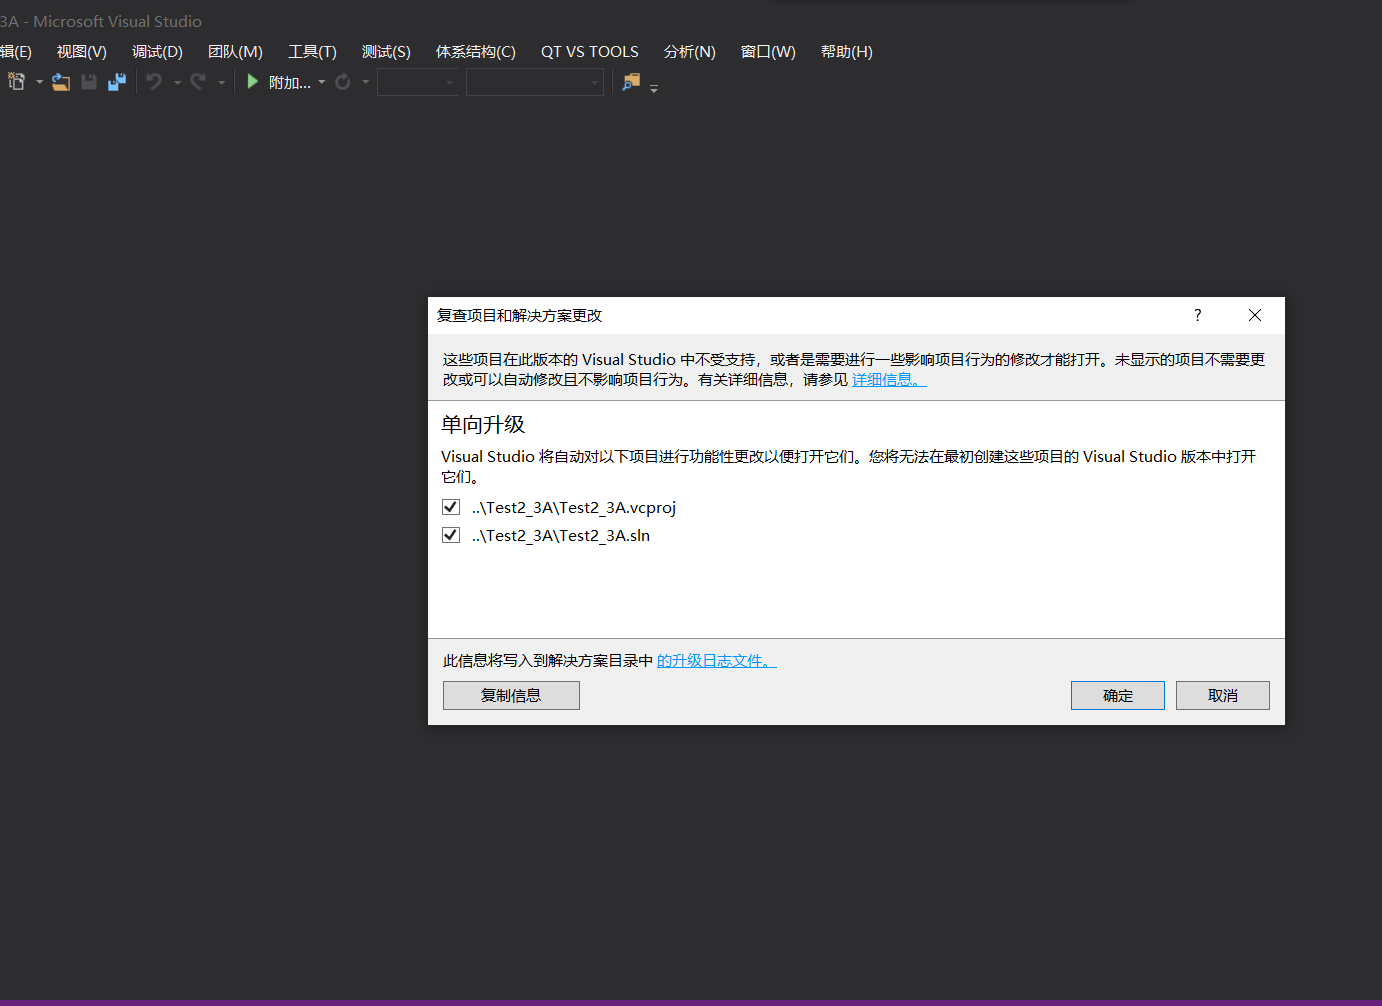 3A - Microsoft Visual Studio
辑(E) 视图(V) 调试(D) 团队(M) 工具(T) 测试(S) 体系结构(C) QT VS TOOLS 分析(N) 窗口(W) 帮助(H)
附加...
复查项目和解决方案更改
这些项目在此版本的 Visual Studio 中不受支持，或者是需要进行一些影响项目行为的修改才能打开。未显示的项目不需要更
改或可以自动修改且不影响项目行为。有关详细信息，请参见 详细信息。
单向升级
Visual Studio 将自动对以下项目进行功能性更改以便打开它们。您将无法在最初创建这些项目的 Visual Studio 版本中打开
它们。
..\Test2_3A\Test2_3A.vcproj
..\Test2_3A\Test2_3A.sln
此信息将写入到解决方案目录中 的升级日志文件。
复制信息 确定 取消